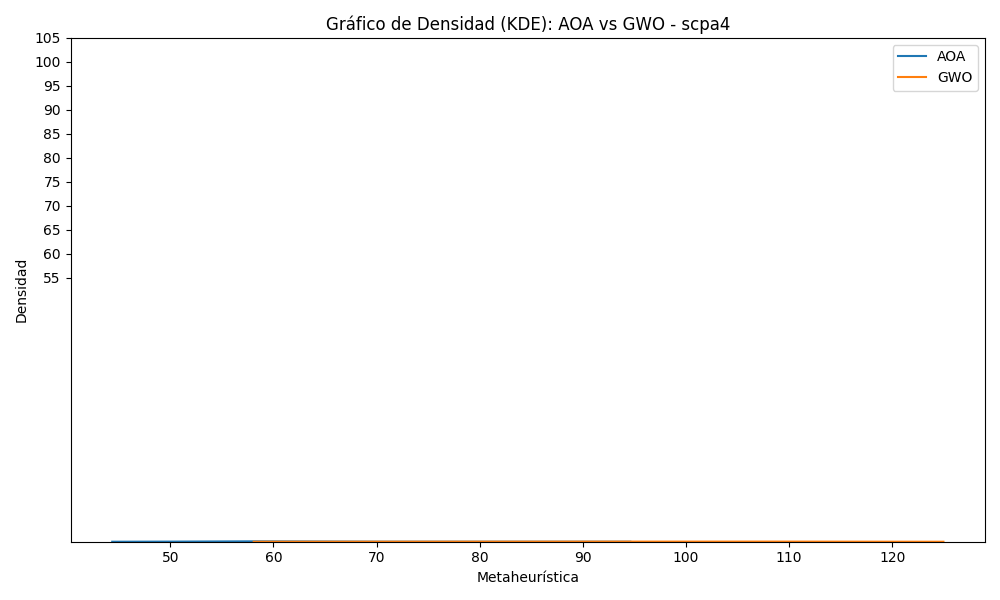 Gráfico de Densidad (KDE): AOA vs GWO - scpa4
AOA
GWO
105
100
95
90
85
80
75
70
65
60
55
Densidad
50 60 70 80 90 100 110 120
Metaheurística